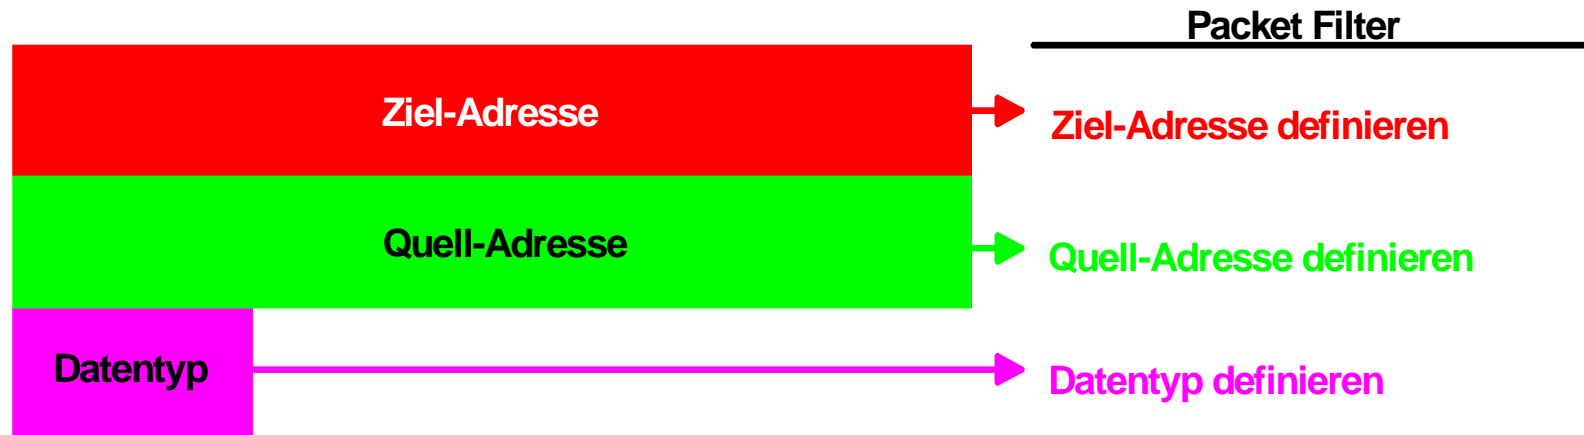 Packet Filter
Ziel-Adresse
Ziel-Adresse definieren
Quell-Adresse
Quell-Adresse definieren
Datentyp
Datentyp definieren